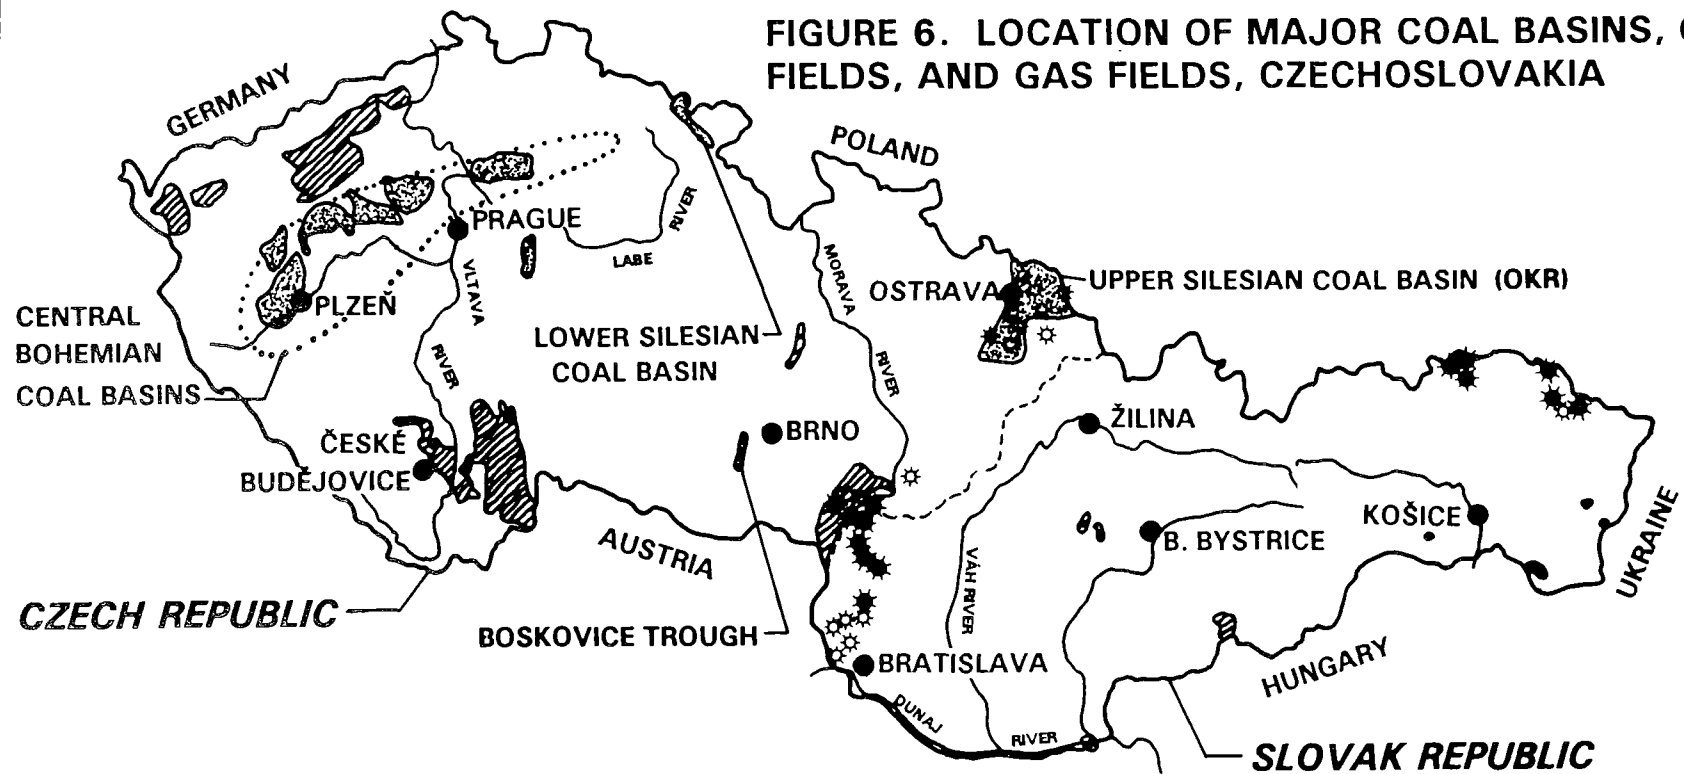 FIGURE 6. LOCATION OF MAJOR COAL BASINS,
FIELDS, AND GAS FIELDS, CZECHOSLOVAKIA
GERMANY
POLAND
PRAGUE
RIVER
LABE
MORAVA
RIVER
VLTAVA
RIVER
PLZEŇ
OSTRAVA
UPPER SILESIAN COAL BASIN (OKR)
CENTRAL
BOHEMIAN
COAL BASINS
LOWER SILESIAN
COAL BASIN
ČESKÉ
BUDĚJOVICE
BRNO
ŽILINA
AUSTRIA
B. BYSTRICE
KOŠICE
UKRAINE
VÁH RIVER
CZECH REPUBLIC
BOSKOVICE TROUGH
BRATISLAVA
HUNGARY
DUNAJ
RIVER
SLOVAK REPUBLIC